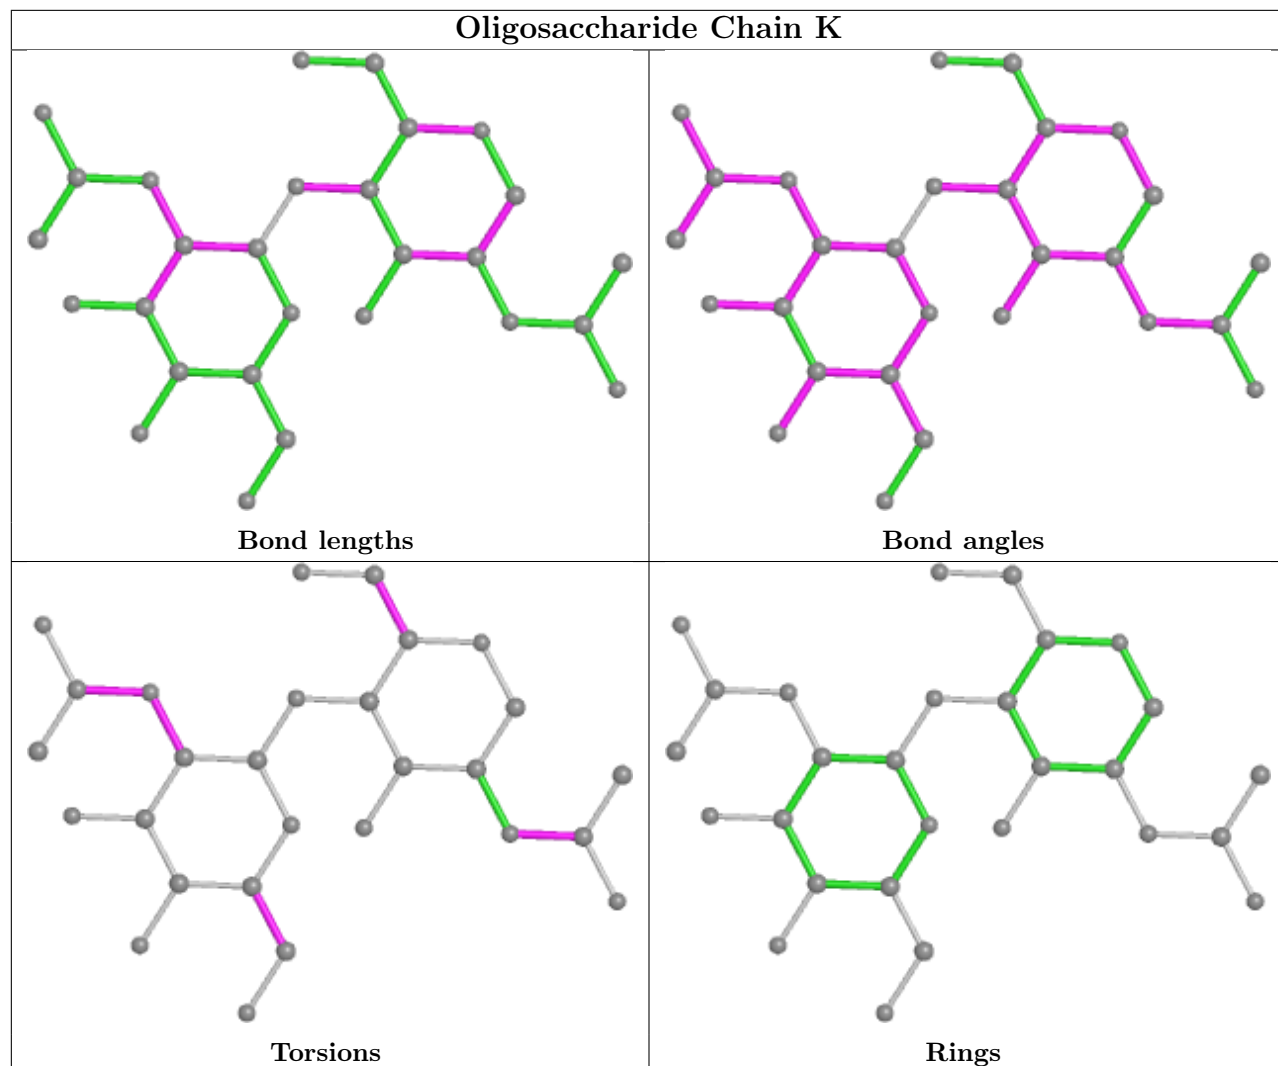 Oligosaccharide Chain K
Bond lengths
Bond angles
Torsions
Rings